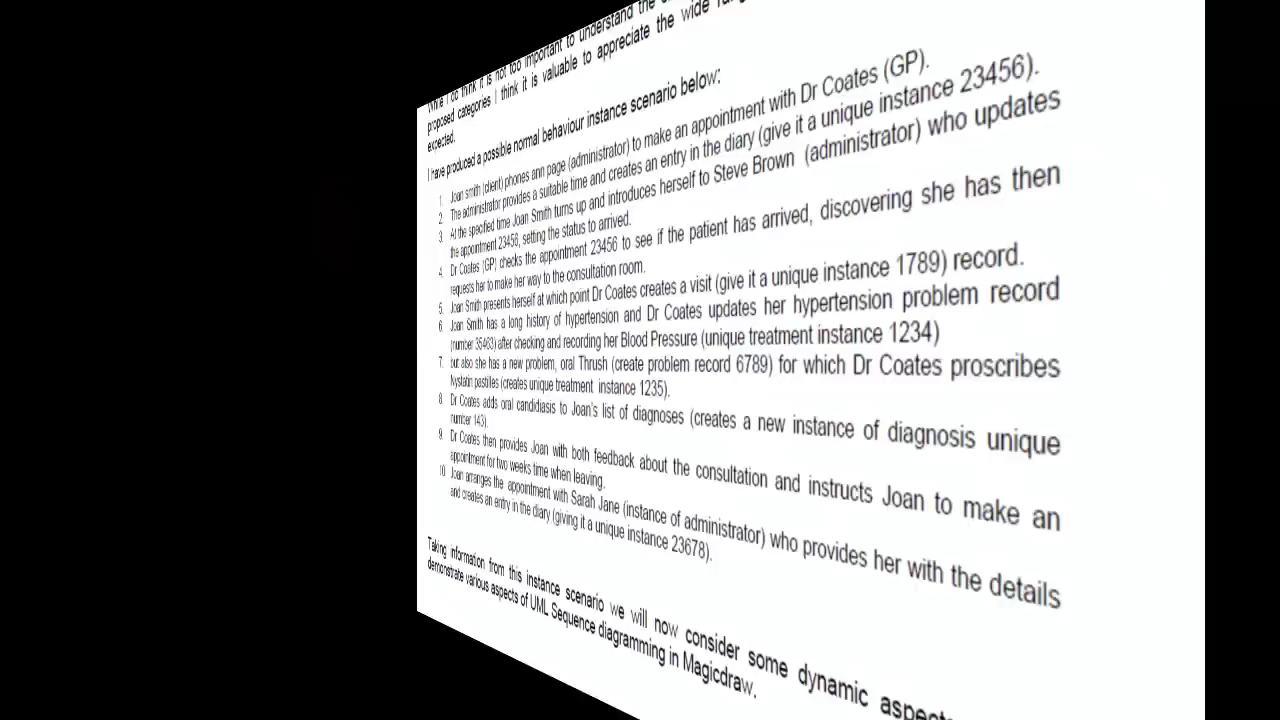 While I do think it is not too important to understand the
proposed categories I think it is valuable to appreciate the wide
expected.
I have produced a possible normal behaviour instance scenario below:
1. Joan smith (client) phones ann page (administrator) to make an appointment with Dr Coates (GP).
2. The administrator provides a suitable time and creates an entry in the diary (give it a unique instance 23456).
3. At the specified time Joan Smith turns up and introduces herself to Steve Brown (administrator) who updates
the appointment 23456, setting the status to arrived.
4. Dr Coates (GP) checks the appointment 23456 to see if the patient has arrived, discovering she has then
requests her to make her way to the consultation room.
5. Joan Smith presents herself at which point Dr Coates creates a visit (give it a unique instance 1789) record.
6. Joan Smith has a long history of hypertension and Dr Coates updates her hypertension problem record
(number 35463) after checking and recording her Blood Pressure (unique treatment instance 1234)
7. but also she has a new problem, oral Thrush (create problem record 6789) for which Dr Coates proscribes
Nystatin pastilles (creates unique treatment instance 1235).
8. Dr Coates adds oral candidiasis to Joan's list of diagnoses (creates a new instance of diagnosis unique
number 143).
9. Dr Coates then provides Joan with both feedback about the consultation and instructs Joan to make an
appointment for two weeks time when leaving.
10. Joan arranges the appointment with Sarah Jane (instance of administrator) who provides her with the details
and creates an entry in the diary (giving it a unique instance 23678).
Taking information from this instance scenario we will now consider some dynamic
demonstrate various aspects of UML Sequence diagramming in Magicdraw.